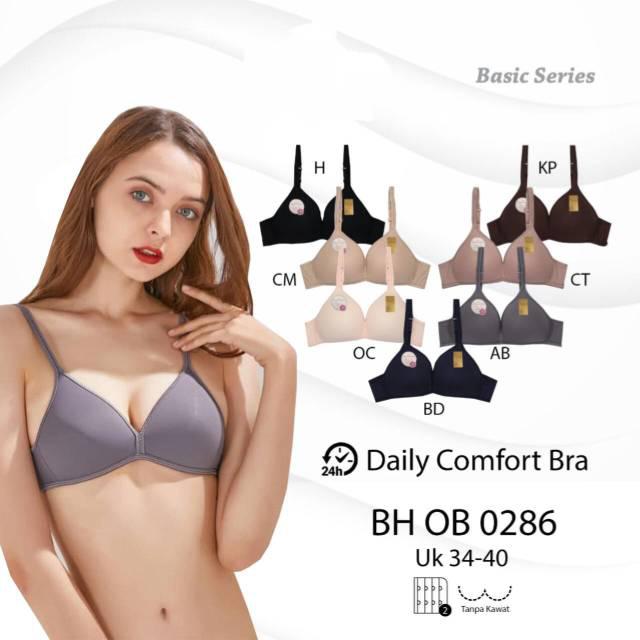 Basic Series
H
KP
CM
CT
OC
AB
BD
24h
Daily Comfort Bra
BH OB 0286
Uk 34-40
2
Tanpa Kawat